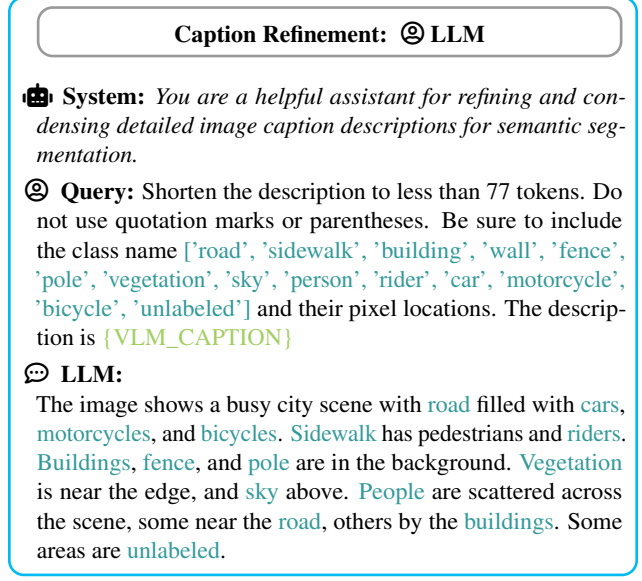 Caption Refinement: LLM
System: You are a helpful assistant for refining and con-
densing detailed image caption descriptions for semantic seg-
mentation.
Query: Shorten the description to less than 77 tokens. Do
not use quotation marks or parentheses. Be sure to include
the class name ['road', 'sidewalk', 'building', 'wall', 'fence',
'pole', 'vegetation', 'sky', 'person', 'rider', 'car', 'motorcycle',
'bicycle', 'unlabeled'] and their pixel locations. The descrip-
tion is {VLM_CAPTION}
LLM:
The image shows a busy city scene with road filled with cars,
motorcycles, and bicycles. Sidewalk has pedestrians and riders.
Buildings, fence, and pole are in the background. Vegetation
is near the edge, and sky above. People are scattered across
the scene, some near the road, others by the buildings. Some
areas are unlabeled.